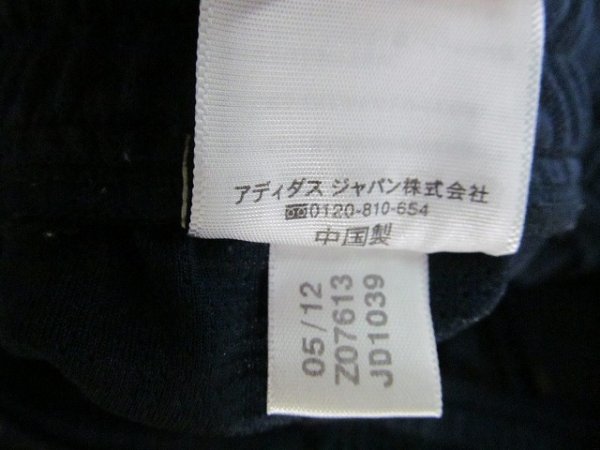 アディダス ジャパン株式会社
0120-810-654
中国製
05/12
Z07613
JD1039